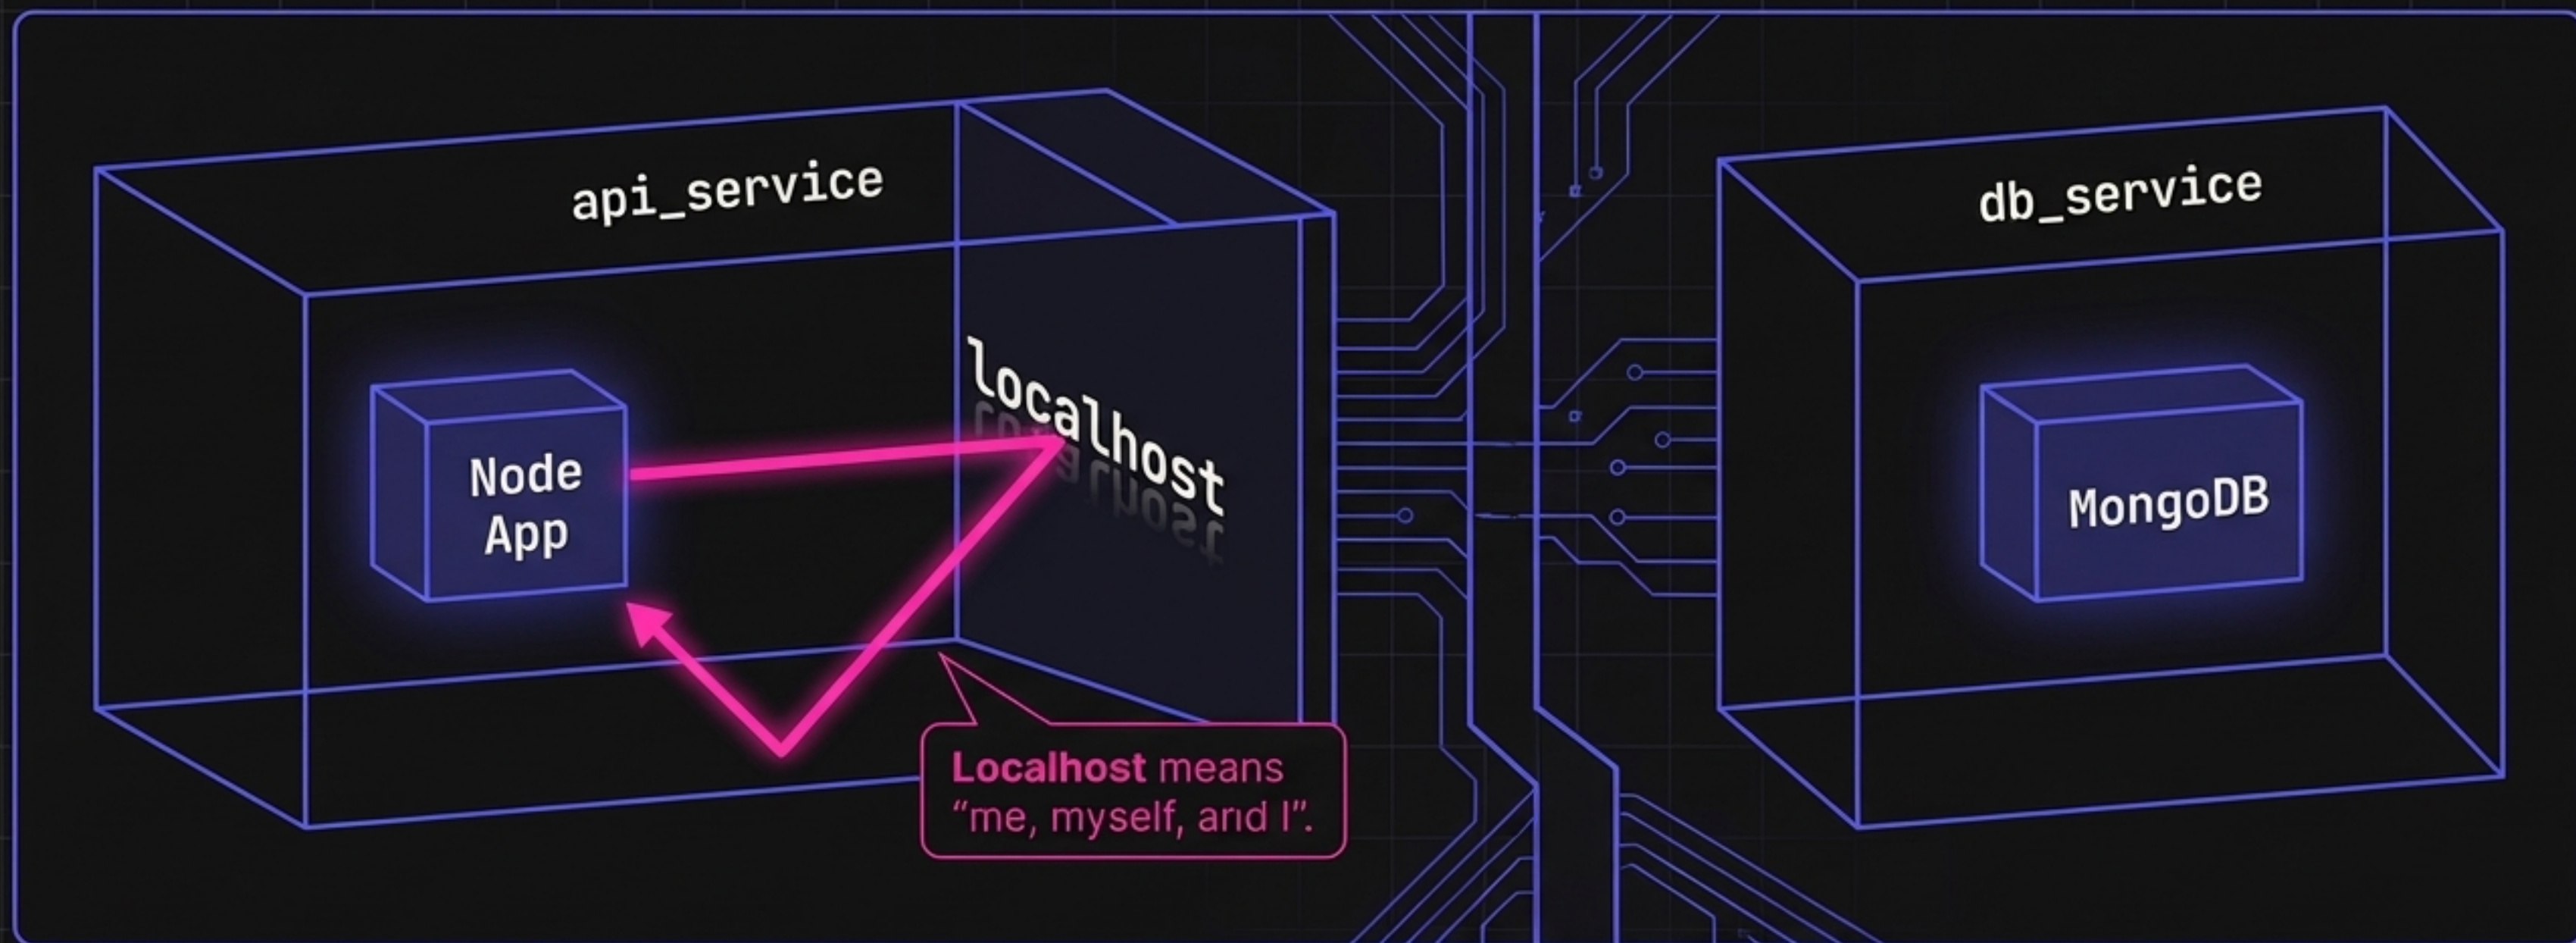 api_service
db_service
localhost
Node
App
MongoDB
Localhost means
“me, myself, and I”.